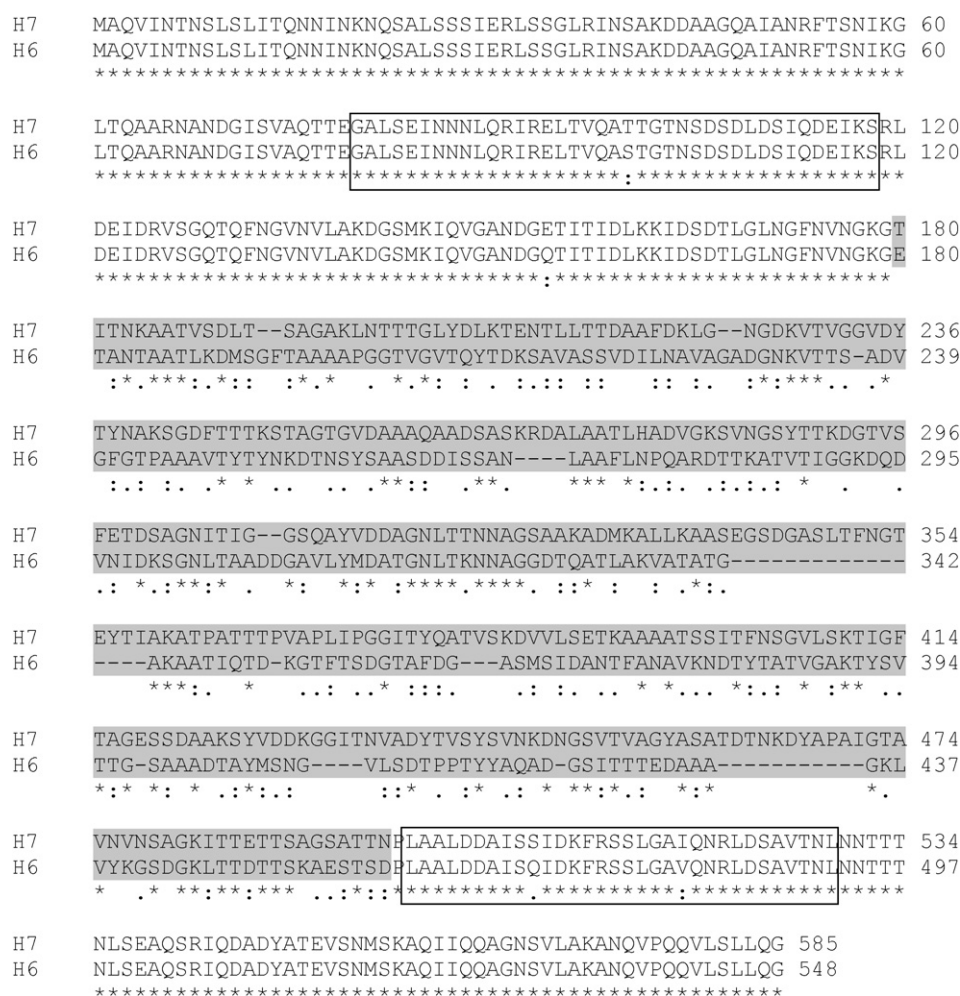 H7 MAQVINTNSLSLITQNNINKNQSALSSSIERLSSGLRINSAKDDAAGQAIANRFTSNIKG 60
H6 MAQVINTNSLSLITQNNINKNQSALSSSIERLSSGLRINSAKDDAAGQAIANRFTSNIKG 60
************************************************************
H7 LTQAARNANDGISVAQTTEGALSEINNNLQRIRELTVQATTGTNSDSDLDSIQDEIKSRL 120
H6 LTQAARNANDGISVAQTTEGALSEINNNLQRIRELTVQASTGTNSDSDLDSIQDEIKSRL 120
***************************************:********************
H7 DEIDRVSGQTQFNGVNVLAKDGSMKIQVGANDGETITIDLKKIDSDTLGLNGFNVNGKGT 180
H6 DEIDRVSGQTQFNGVNVLAKDGSMKIQVGANDGQTITIDLKKIDSDTLGLNGFNVNGKGE 180
*********************************:*************************
H7 ITNKAATVSDLT--SAGAKLNTTTGLYDLKTENTLLTTDAAFDKLG--NGDKVTVGGVDY 236
H6 TANTAATLKDMSGFTAAAAPGGTVGVTQYTDKSAVASSVDILNAVAGADGNKVTTS-ADV 239
:*.***:.*:: :*.* . *.*: : . :.:: :: :: :. :*:***.. .*
H7 TYNAKSGDFTTTKSTAGTGVDAAAQAADSASKRDALAATLHADVGKSVNGSYTTKDGTVS 296
H6 GFGTPAAAVTYTYNKDTNSYSAASDDISSAN----LAAFLNPQARDTTKATVTIGGKDQD 295
:.: :. .* * .. .. .**:: .**. *** *:.:. .:.:.: * . .
H7 FETDSAGNITIG--GSQAYVDDAGNLTTNNAGSAAKADMKALLKAASEGSDGASLTFNGT 354
H6 VNIDKSGNLTAADDGAVLYMDATGNLTKNNAGGDTQATLAKVATATG------------- 342
.: *.:**:* . *: *:* :****.****. ::* : : .*:.
H7 EYTIAKATPATTTPVAPLIPGGITYQATVSKDVVLSETKAAAATSSITFNSGVLSKTIGF 414
H6 ----AKAATIQTD-KGTFTSDGTAFDG---ASMSIDANTFANAVKNDTYTATVGAKTYSV 394
***:. * ..: .* ::: .: :. .. * *... *:.: * :** ..
H7 TAGESSDAAKSYVDDKGGITNVADYTVSYSVNKDNGSVTVAGYASATDTNKDYAPAIGTA 474
H6 TTG-SAAADTAYMSNG----VLSDTPPTYYAQAD-GSITTTEDAAA-----------GKL 437
*:* *: * .:*:.: ::* . :* .: * **:*.: *:* *.
H7 VNVNSAGKITTETTSAGSATTNPLAALDDAISSIDKFRSSLGAIQNRLDSAVTNLNNTTT 534
H6 VYKGSDGKLTTDTTSKAESTSDPLAALDDAISQIDKFRSSLGAVQNRLDSAVTNLNNTTT 497
* .* **:**:*** ..:*::**********.**********:****************
H7 NLSEAQSRIQDADYATEVSNMSKAQIIQQAGNSVLAKANQVPQQVLSLLQG 585
H6 NLSEAQSRIQDADYATEVSNMSKAQIIQQAGNSVLAKANQVPQQVLSLLQG 548
***************************************************